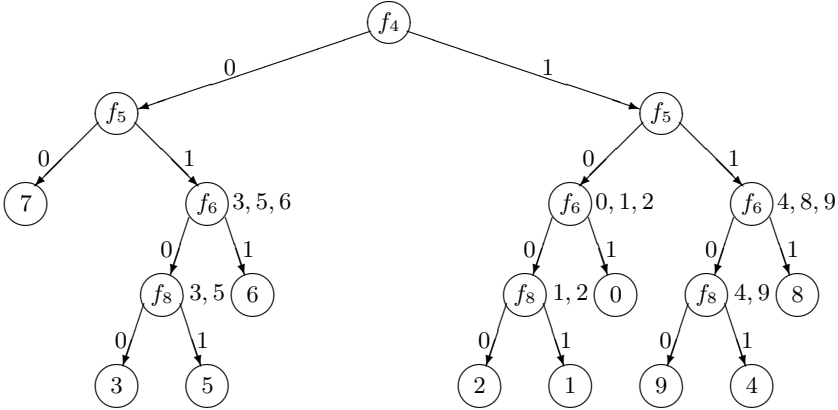 f₄
0 1
f₅ f₅
0 1 0 1
7 f₆ 3, 5, 6 f₆ 0, 1, 2 f₆ 4, 8, 9
0 1 0 1 0 1
f₈ 3, 5 6 f₈ 1, 2 0 f₈ 4, 9 8
0 1 0 1 0 1
3 5 2 1 9 4